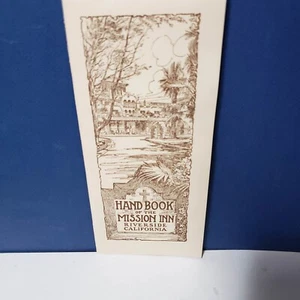 HAND BOOK
OF THE
MISSION INN
RIVERSIDE
CALIFORNIA